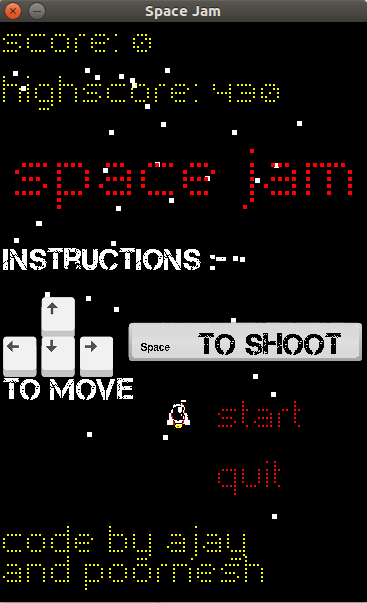 Space Jam
score: 0
highscore: 430
space jam
INSTRUCTIONS :-
Space TO SHOOT
TO MOVE
start
quit
code by ajay
and poornesh